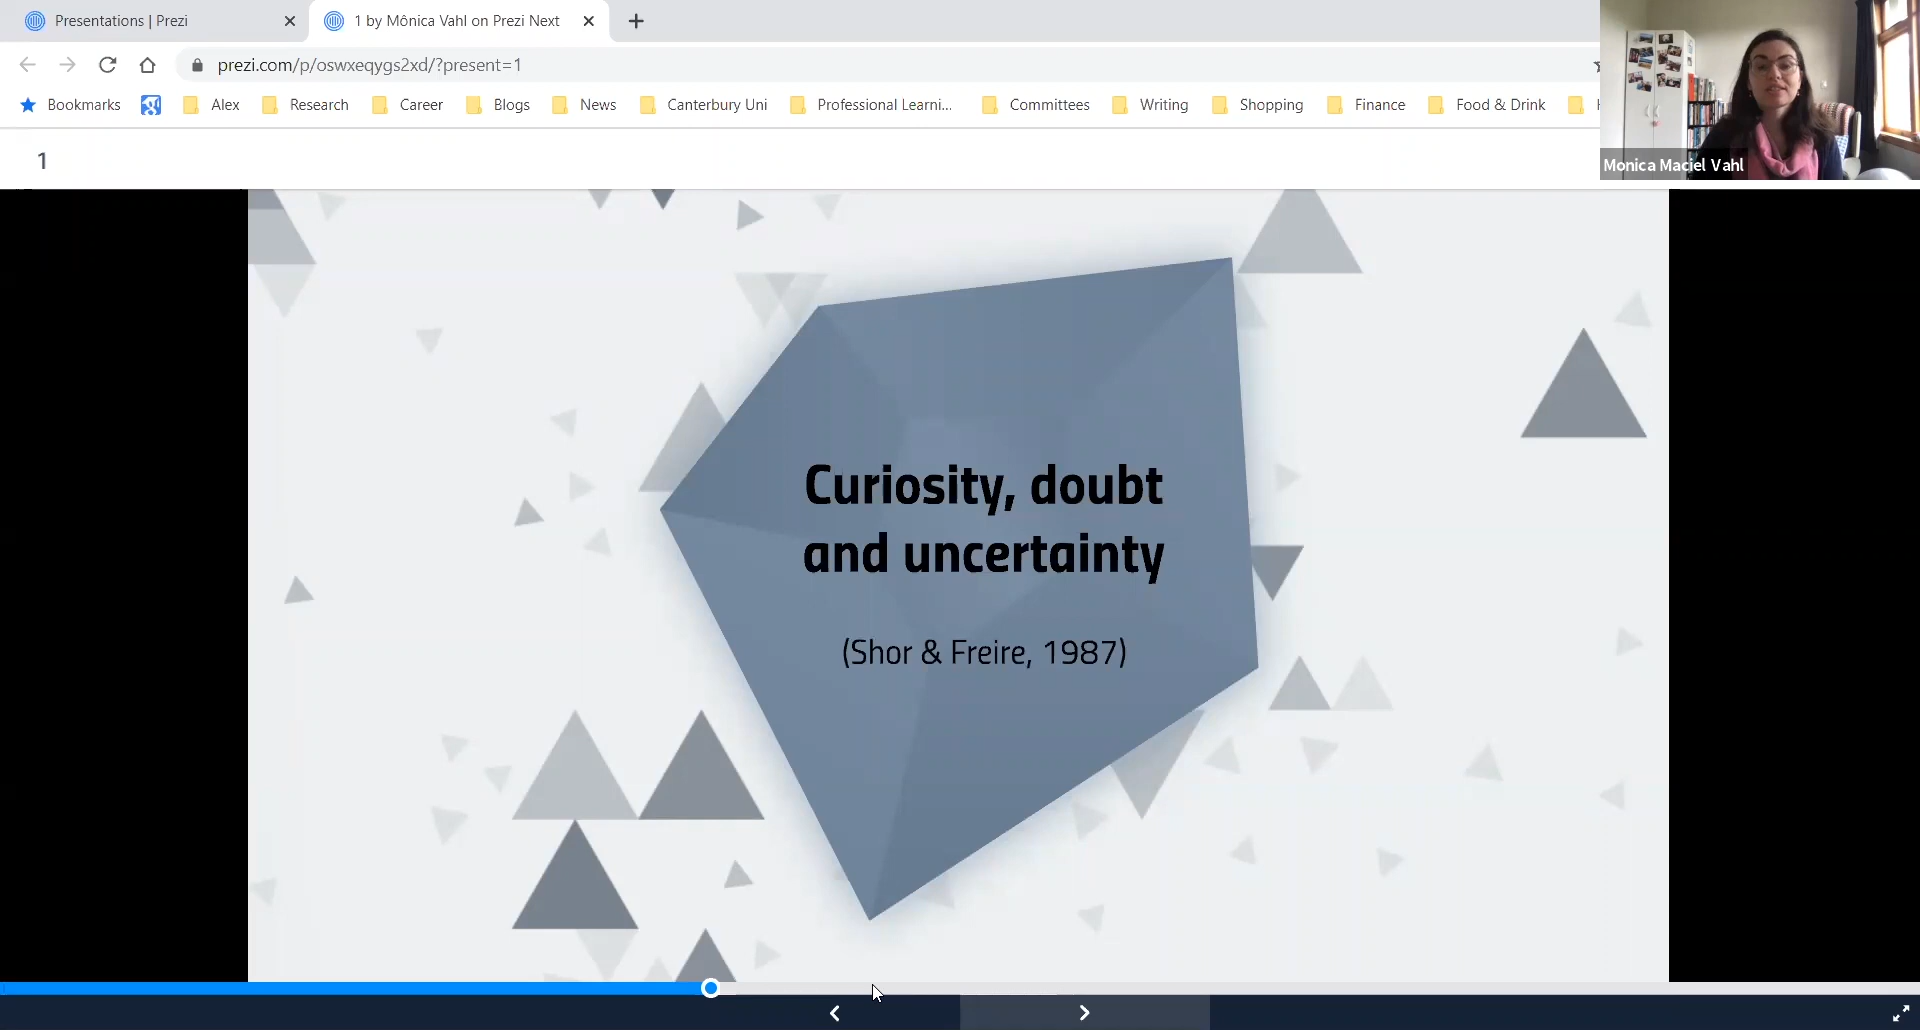 Presentations | Prezi
1 by Mônica Vahl on Prezi Next
prezi.com/p/oswxeqygs2xd/?present=1
Bookmarks Alex Research Career Blogs News Canterbury Uni Professional Learni... Committees Writing Shopping Finance Food & Drink
1
Monica Maciel Vahl
Curiosity, doubt
and uncertainty
(Shor & Freire, 1987)